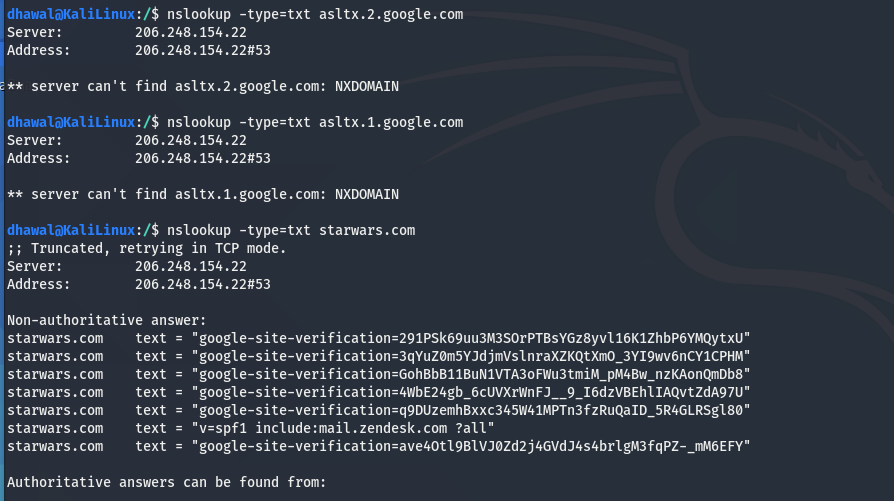 dhawal@KaliLinux:/$ nslookup -type=txt asltx.2.google.com
Server: 206.248.154.22
Address: 206.248.154.22#53
** server can't find asltx.2.google.com: NXDOMAIN
dhawal@KaliLinux:/$ nslookup -type=txt asltx.1.google.com
Server: 206.248.154.22
Address: 206.248.154.22#53
** server can't find asltx.1.google.com: NXDOMAIN
dhawal@KaliLinux:/$ nslookup -type=txt starwars.com
;; Truncated, retrying in TCP mode.
Server: 206.248.154.22
Address: 206.248.154.22#53
Non-authoritative answer:
starwars.com text = "google-site-verification=291PSk69uu3M3SOrPTBsYGz8yvl16K1ZhbP6YMQytxU"
starwars.com text = "google-site-verification=3qYuZ0m5YJdjmVslnraXZKQtXmO_3YI9wv6nCY1CPHM"
starwars.com text = "google-site-verification=GohBbB11BuN1VTA3oFWu3tmiM_pM4Bw_nzKAonQmDb8"
starwars.com text = "google-site-verification=4WbE24gb_6cUVXrWnFJ__9_I6dzVBEhlIAQvtZdA97U"
starwars.com text = "google-site-verification=q9DUzemhBxxc345W41MPTn3fzRuQaID_5R4GLRSgl80"
starwars.com text = "v=spf1 include:mail.zendesk.com ?all"
starwars.com text = "google-site-verification=ave4Otl9BlVJ0Zd2j4GVdJ4s4brlgM3fqPZ-_mM6EFY"
Authoritative answers can be found from: